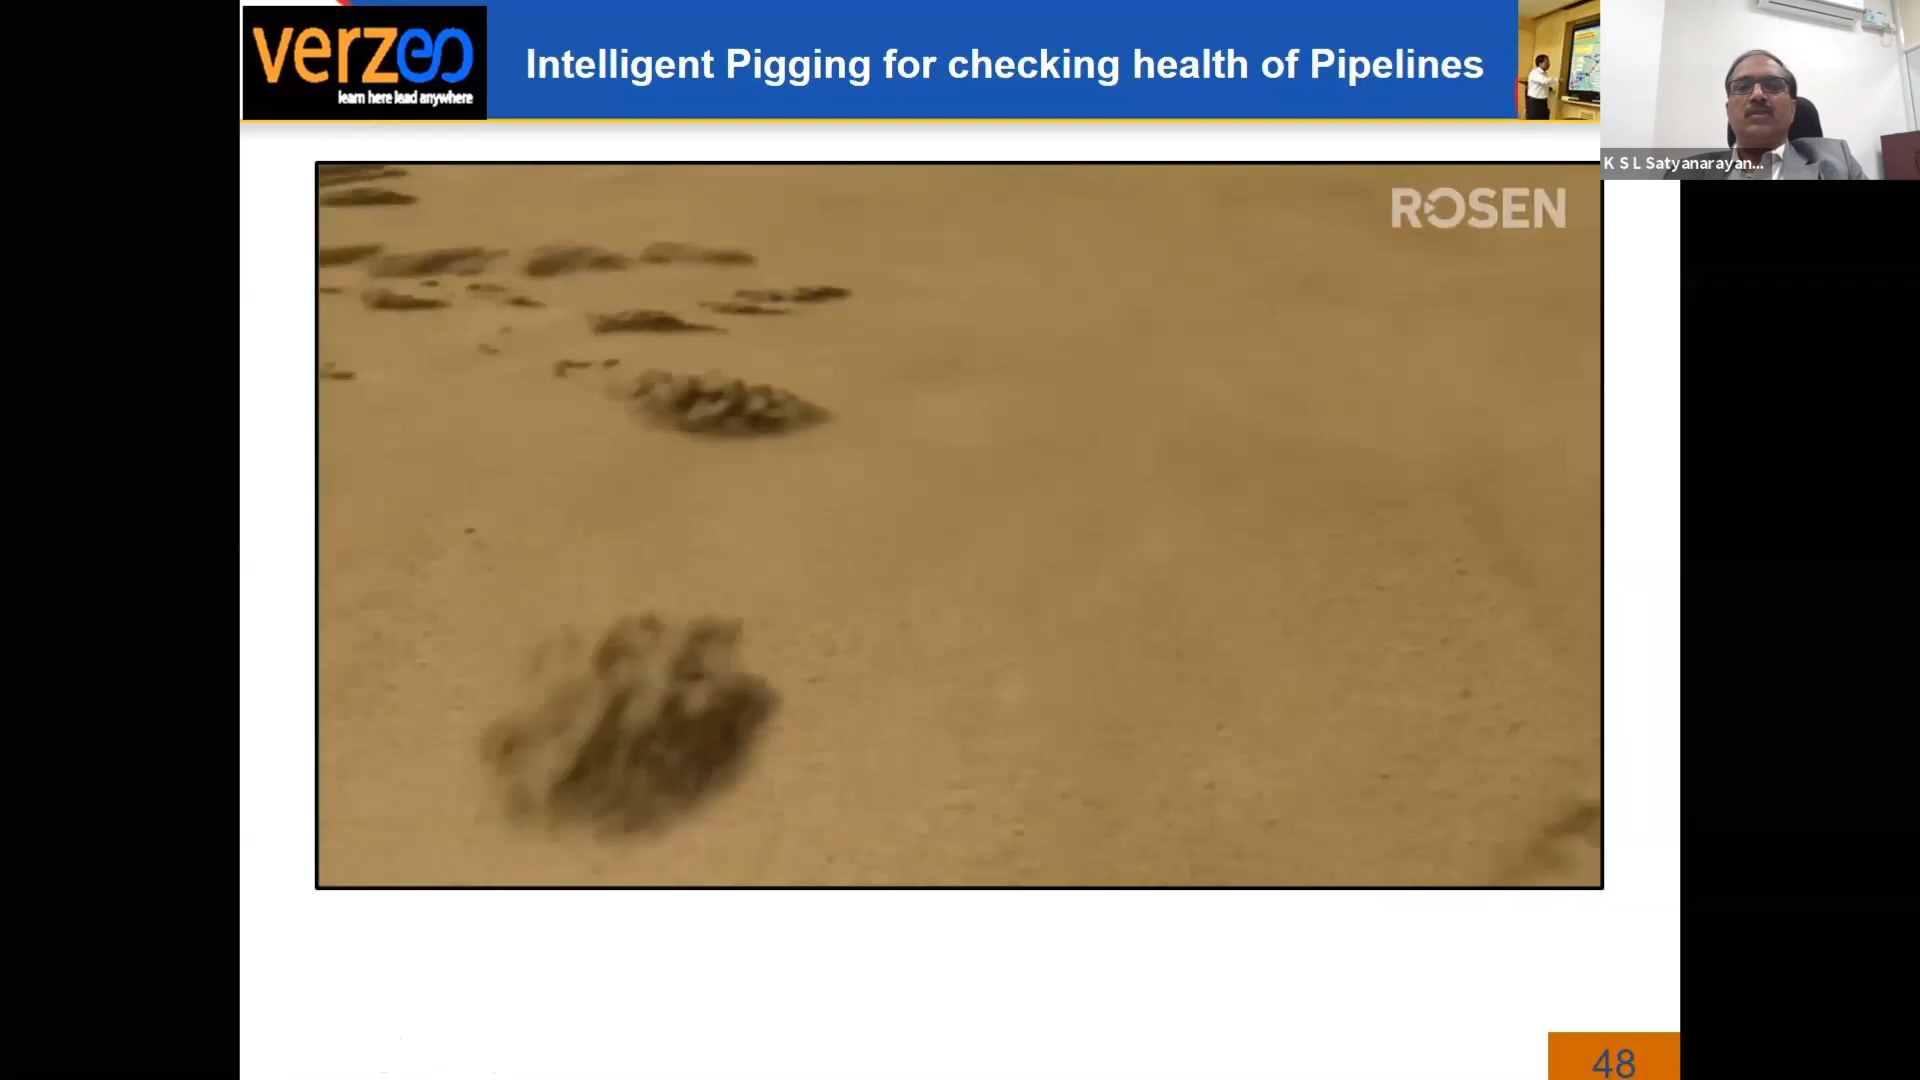 verzeo
learn here lead anywhere
Intelligent Pigging for checking health of Pipelines
K S L Satyanarayan...
ROSEN
48